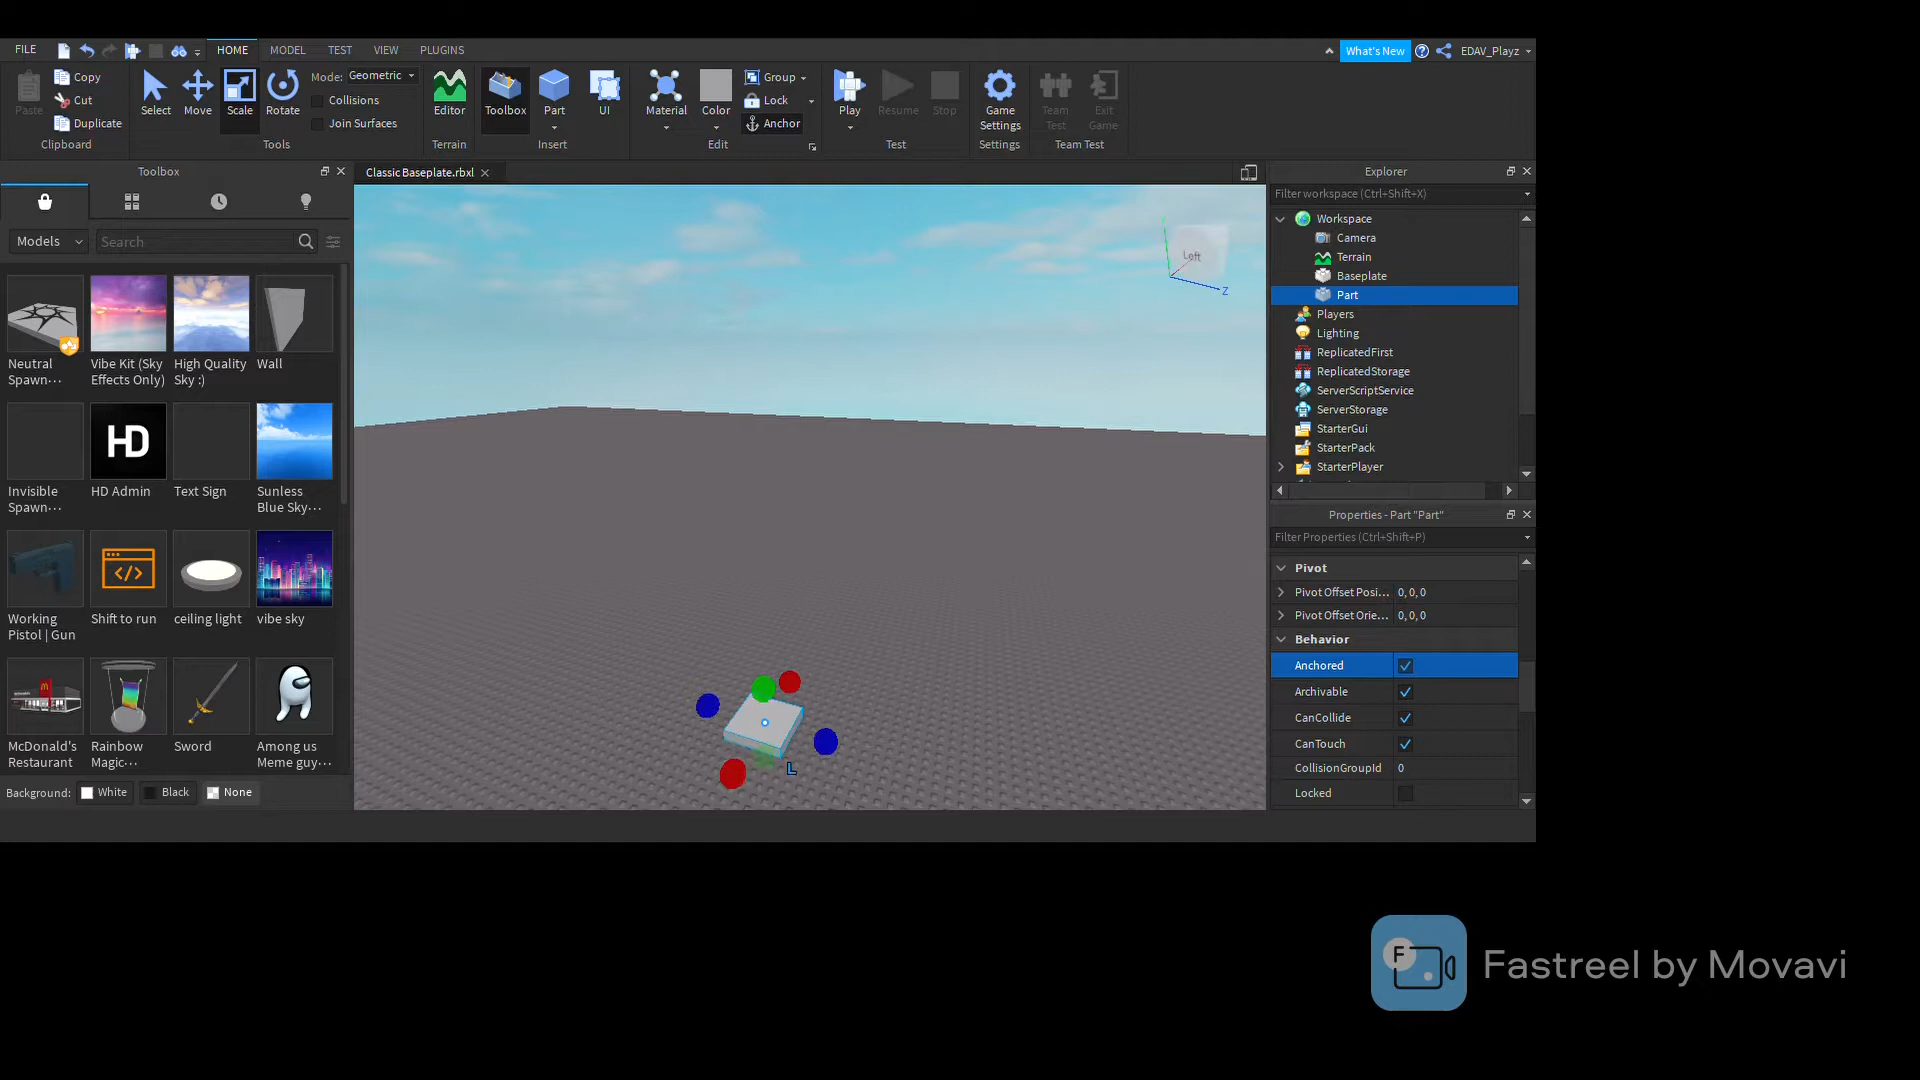 FILE HOME MODEL TEST VIEW PLUGINS What's New EDAV_Playz
Paste Copy Cut Duplicate Select Move Scale Rotate Mode: Geometric Collisions Join Surfaces Editor Toolbox Part UI Material Color Group Lock Anchor Play Resume Stop Game Settings Team Test Exit Game
Clipboard Tools Terrain Insert Edit Test Settings Team Test
Toolbox
Models Search
Neutral Spawn... Vibe Kit (Sky Effects Only) High Quality Sky :) Wall
HD
Invisible Spawn... HD Admin Text Sign Sunless Blue Sky...
Working Pistol | Gun Shift to run ceiling light vibe sky
McDonald's Restaurant Rainbow Magic... Sword Among us Meme guy...
Background: White Black None
Classic Baseplate.rbxl
Left
Z
L
Explorer
Filter workspace (Ctrl+Shift+X)
Workspace
Camera
Terrain
Baseplate
Part
Players
Lighting
ReplicatedFirst
ReplicatedStorage
ServerScriptService
ServerStorage
StarterGui
StarterPack
StarterPlayer
Properties - Part "Part"
Filter Properties (Ctrl+Shift+P)
Pivot
Pivot Offset Posi... 0, 0, 0
Pivot Offset Orie... 0, 0, 0
Behavior
Anchored
Archivable
CanCollide
CanTouch
CollisionGroupId 0
Locked
F
Fastreel by Movavi